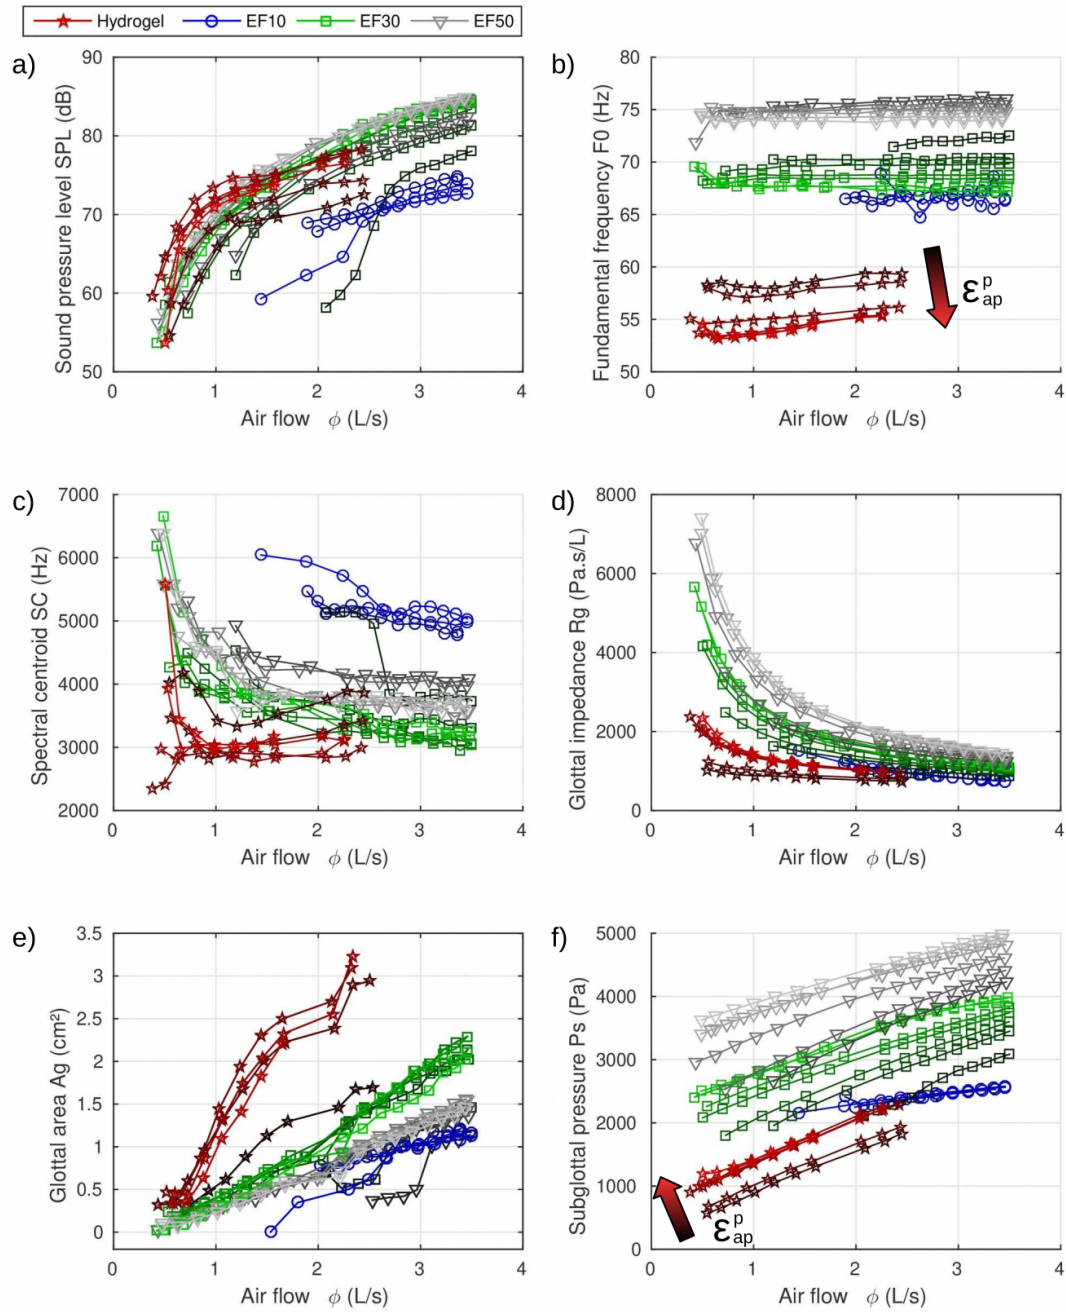 Hydrogel EF10 EF30 EF50
a)
Sound pressure level SPL (dB)
90
80
70
60
50
0 1 2 3 4
Air flow ϕ (L/s)
b)
Fundamental frequency F0 (Hz)
80
75
70
65
60
55
50
εᵖap
0 1 2 3 4
Air flow ϕ (L/s)
c)
Spectral centroid SC (Hz)
7000
6000
5000
4000
3000
2000
0 1 2 3 4
Air flow ϕ (L/s)
d)
Glottal impedance Rg (Pa.s/L)
8000
6000
4000
2000
0
0 1 2 3 4
Air flow ϕ (L/s)
e)
Glottal area Ag (cm²)
3.5
3
2.5
2
1.5
1
0.5
0
0 1 2 3 4
Air flow ϕ (L/s)
f)
Subglottal pressure Ps (Pa)
5000
4000
3000
2000
1000
0
εᵖap
0 1 2 3 4
Air flow ϕ (L/s)